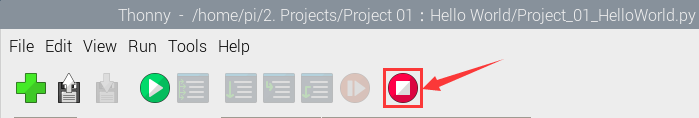 Thonny - /home/pi/2. Projects/Project 01：Hello World/Project_01_HelloWorld.py
File Edit View Run Tools Help